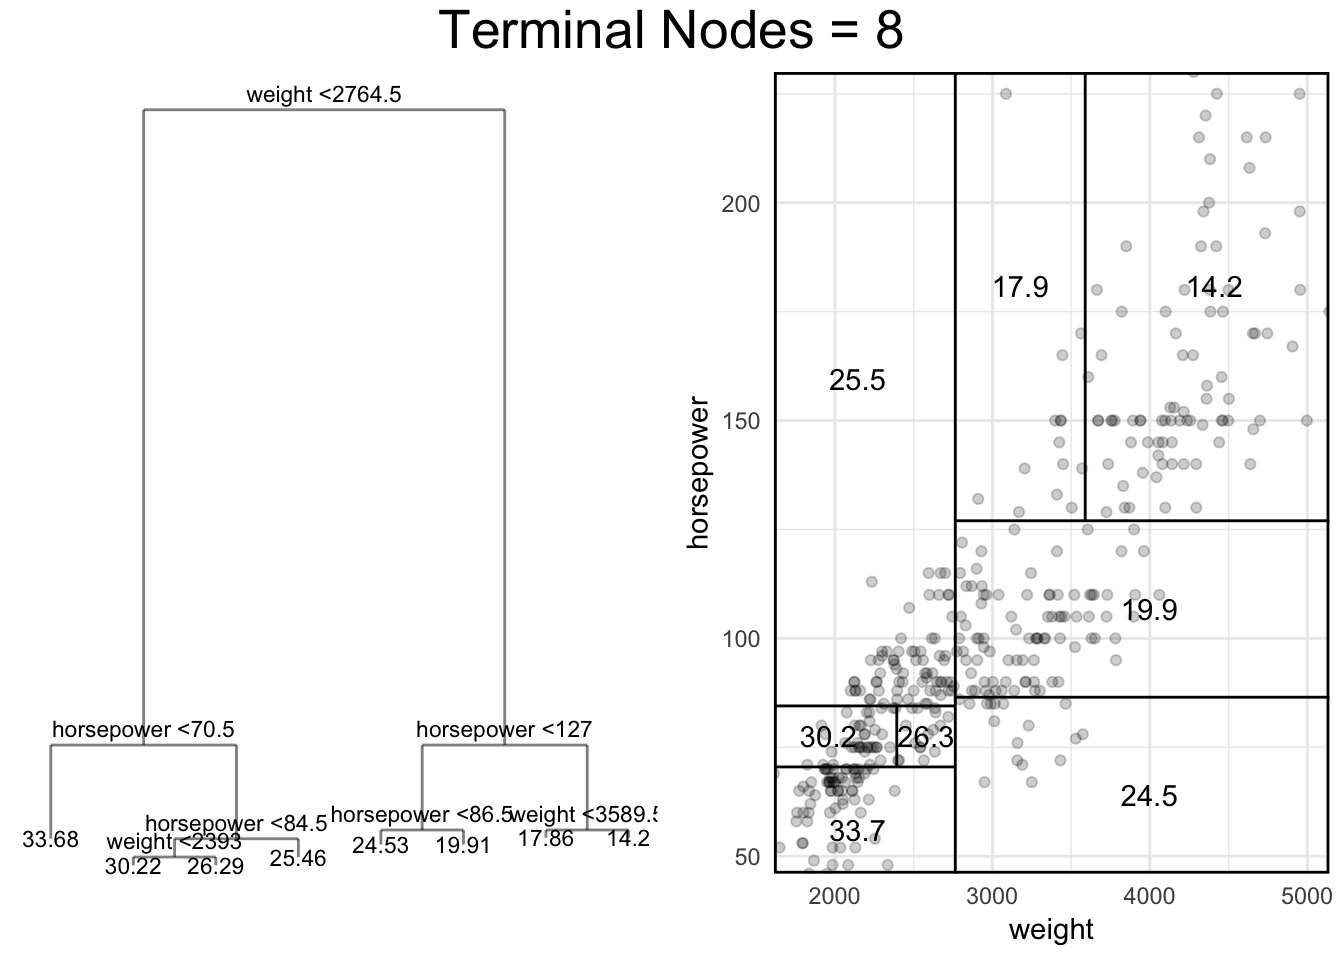 Terminal Nodes = 8
weight <2764.5
horsepower <70.5
horsepower <127
horsepower <84.5
horsepower <86.5
weight <3589.5
weight <2393
33.68
30.22
26.29
25.46
24.53
19.91
17.86
14.2
horsepower
200
150
100
50
17.9
14.2
25.5
19.9
30.2
26.3
24.5
33.7
2000
3000
4000
5000
weight